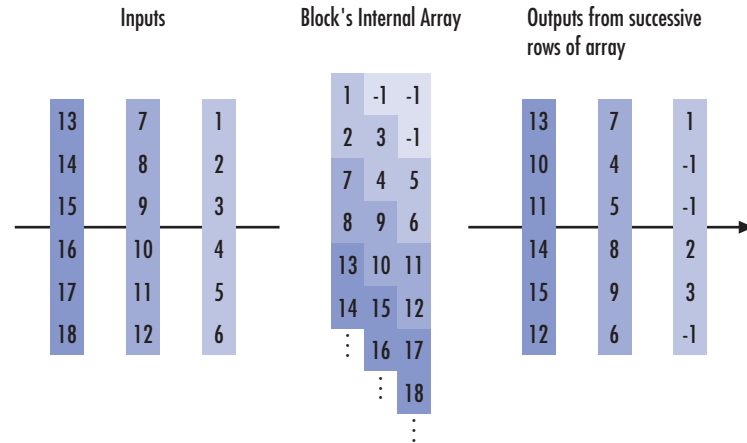 Inputs
Block's Internal Array
Outputs from successive
rows of array
13 7 1
14 8 2
15 9 3
16 10 4
17 11 5
18 12 6
1 -1 -1
2 3 -1
7 4 5
8 9 6
13 10 11
14 15 12
16 17
18
13 7 1
10 4 -1
11 5 -1
14 8 2
15 9 3
12 6 -1